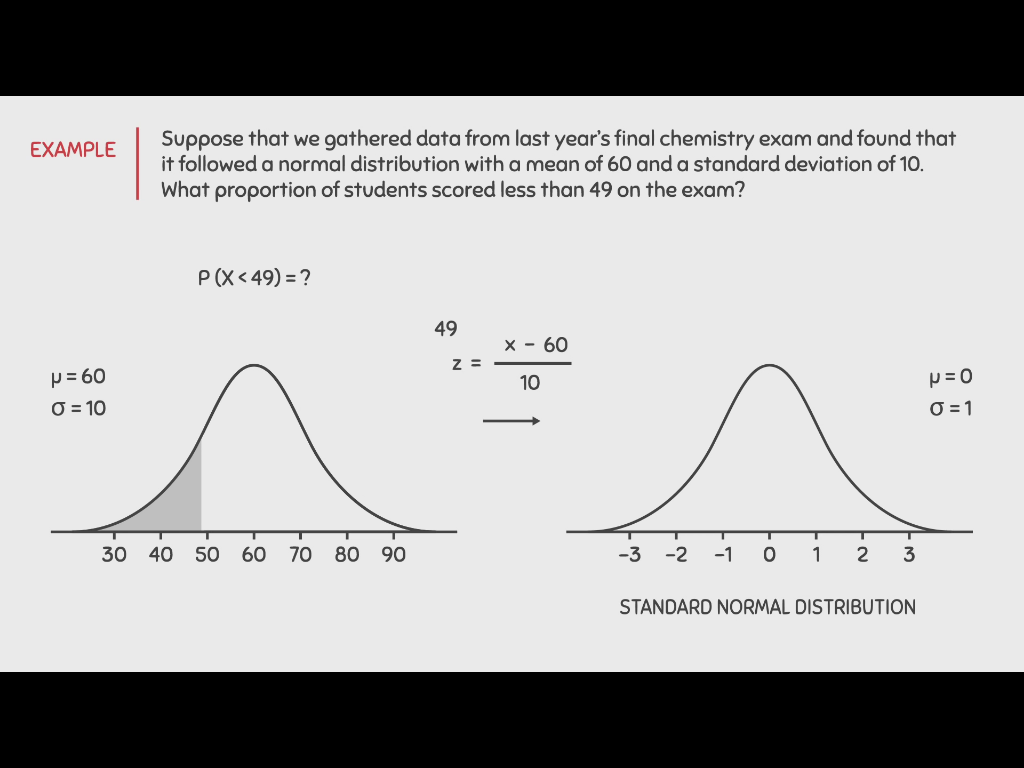 EXAMPLE
Suppose that we gathered data from last year's final chemistry exam and found that
it followed a normal distribution with a mean of 60 and a standard deviation of 10.
What proportion of students scored less than 49 on the exam?
P (X < 49) = ?
49
z = x - 60
10
μ = 60
σ = 10
30 40 50 60 70 80 90
μ = 0
σ = 1
-3 -2 -1 0 1 2 3
STANDARD NORMAL DISTRIBUTION